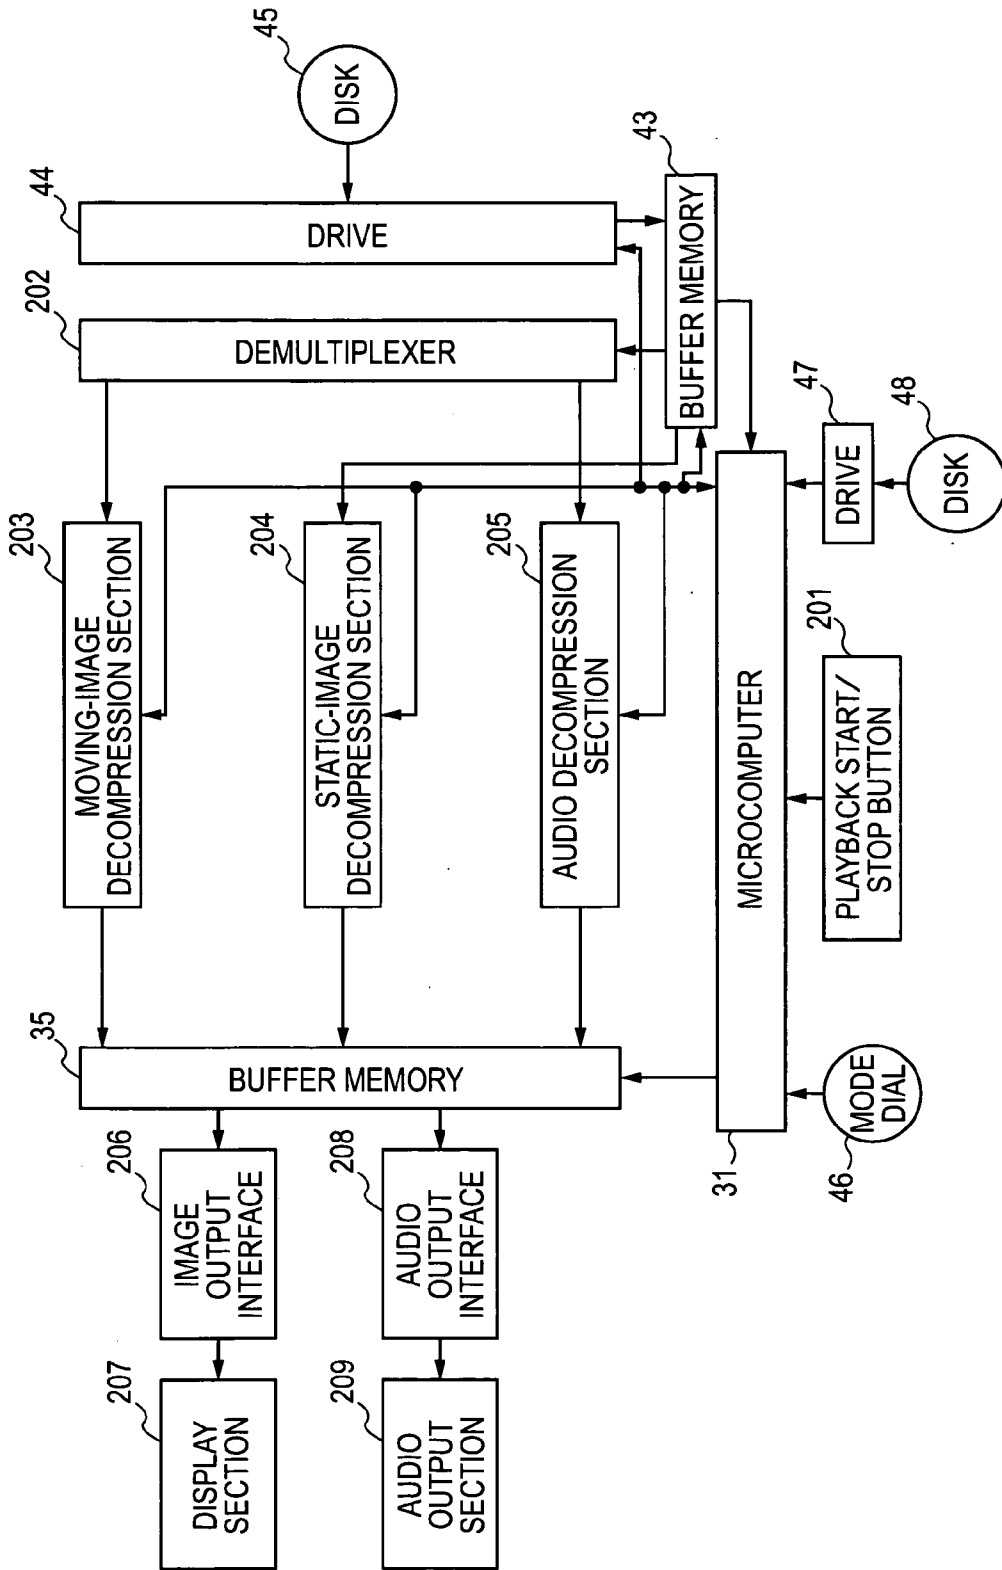 45
DISK
44
DRIVE
43
BUFFER MEMORY
202
DEMULTIPLEXER
47
DRIVE
48
DISK
203
MOVING-IMAGE
DECOMPRESSION SECTION
204
STATIC-IMAGE
DECOMPRESSION SECTION
205
AUDIO DECOMPRESSION
SECTION
MICROCOMPUTER
31
201
PLAYBACK START/
STOP BUTTON
35
BUFFER MEMORY
MODE
DIAL
46
206
IMAGE
OUTPUT
INTERFACE
208
AUDIO
OUTPUT
INTERFACE
207
DISPLAY
SECTION
209
AUDIO
OUTPUT
SECTION